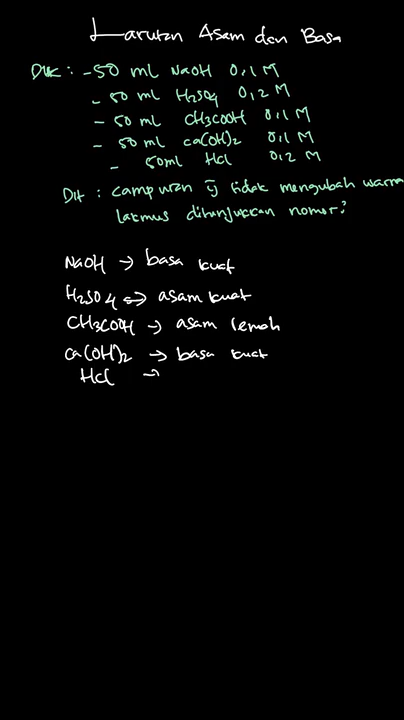 Larutan Asam dan Basa
Dik : - 50 ml NaOH 0,1 M
- 50 ml H2SO4 0,2 M
- 50 ml CH3COOH 0,1 M
- 50 ml Ca(OH)2 0,1 M
- 50ml HCl 0,2 M
Dit : campuran yg tidak mengubah warna
lakmus ditunjukkan nomor?
NaOH → basa kuat
H2SO4 ⇒ asam kuat
CH3COOH → asam lemah
Ca(OH)2 → basa kuat
HCl →